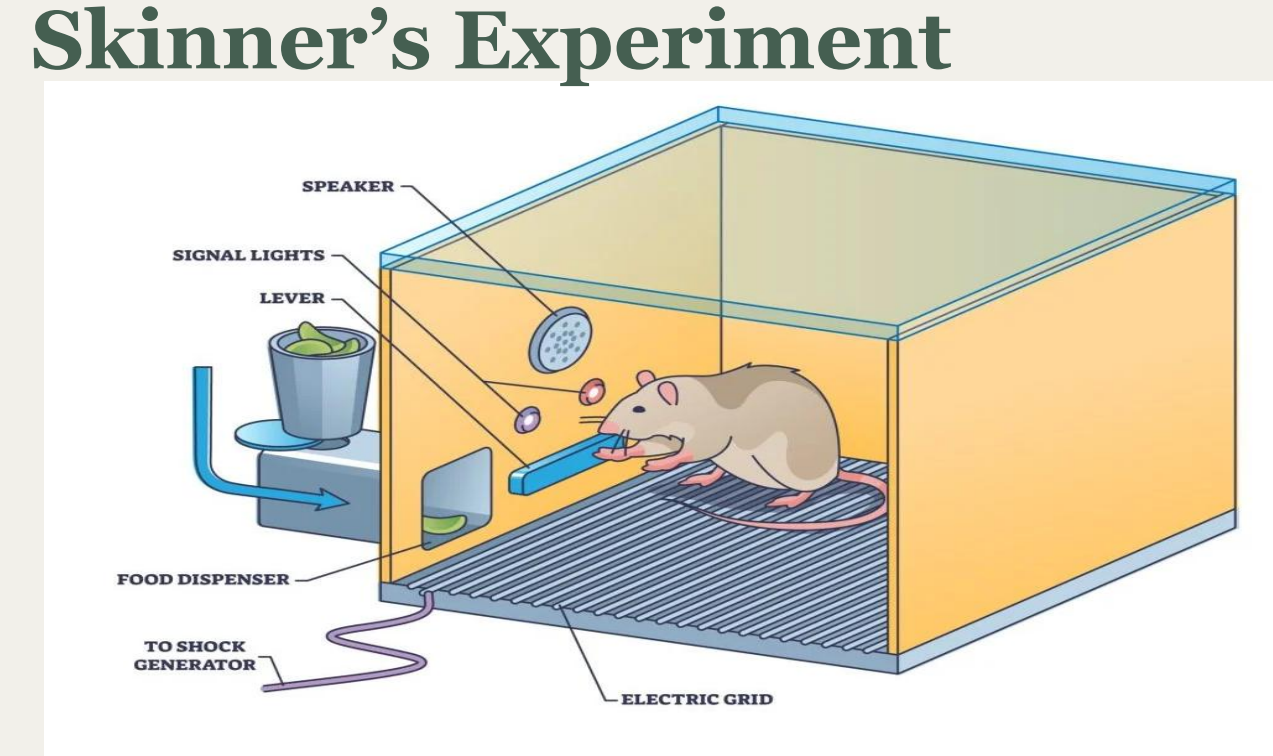 Skinner’s Experiment
SPEAKER
SIGNAL LIGHTS
LEVER
FOOD DISPENSER
TO SHOCK
GENERATOR
ELECTRIC GRID